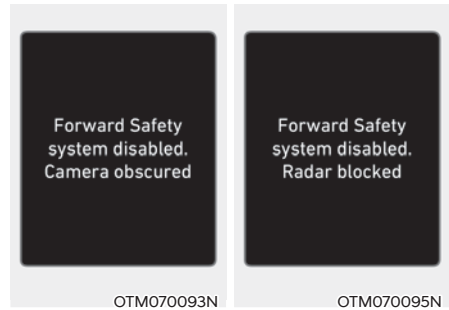 Forward Safety
system disabled.
Camera obscured
OTM070093N
Forward Safety
system disabled.
Radar blocked
OTM070095N